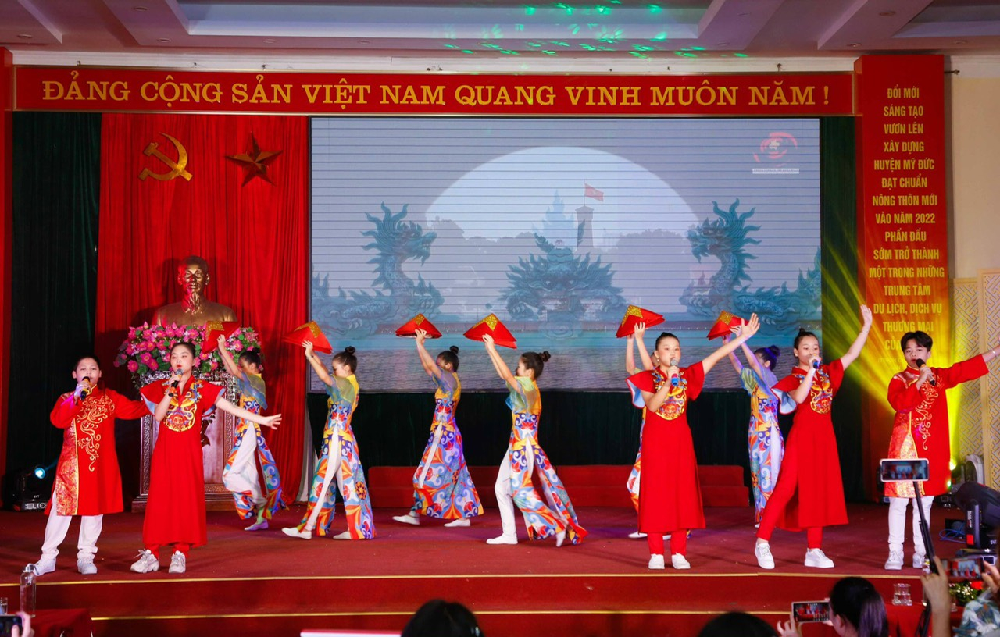 ĐẢNG CỘNG SẢN VIỆT NAM QUANG VINH MUÔN NĂM !
ĐỔI MỚI
SÁNG TẠO
VƯƠN LÊN
XÂY DỰNG
HUYỆN MỸ ĐỨC
ĐẠT CHUẨN
NÔNG THÔN MỚI
VÀO NĂM 2022
PHẤN ĐẤU
SỚM TRỞ THÀNH
MỘT TRONG NHỮNG
TRUNG TÂM
DU LỊCH, DỊCH VỤ
THƯƠNG MẠI